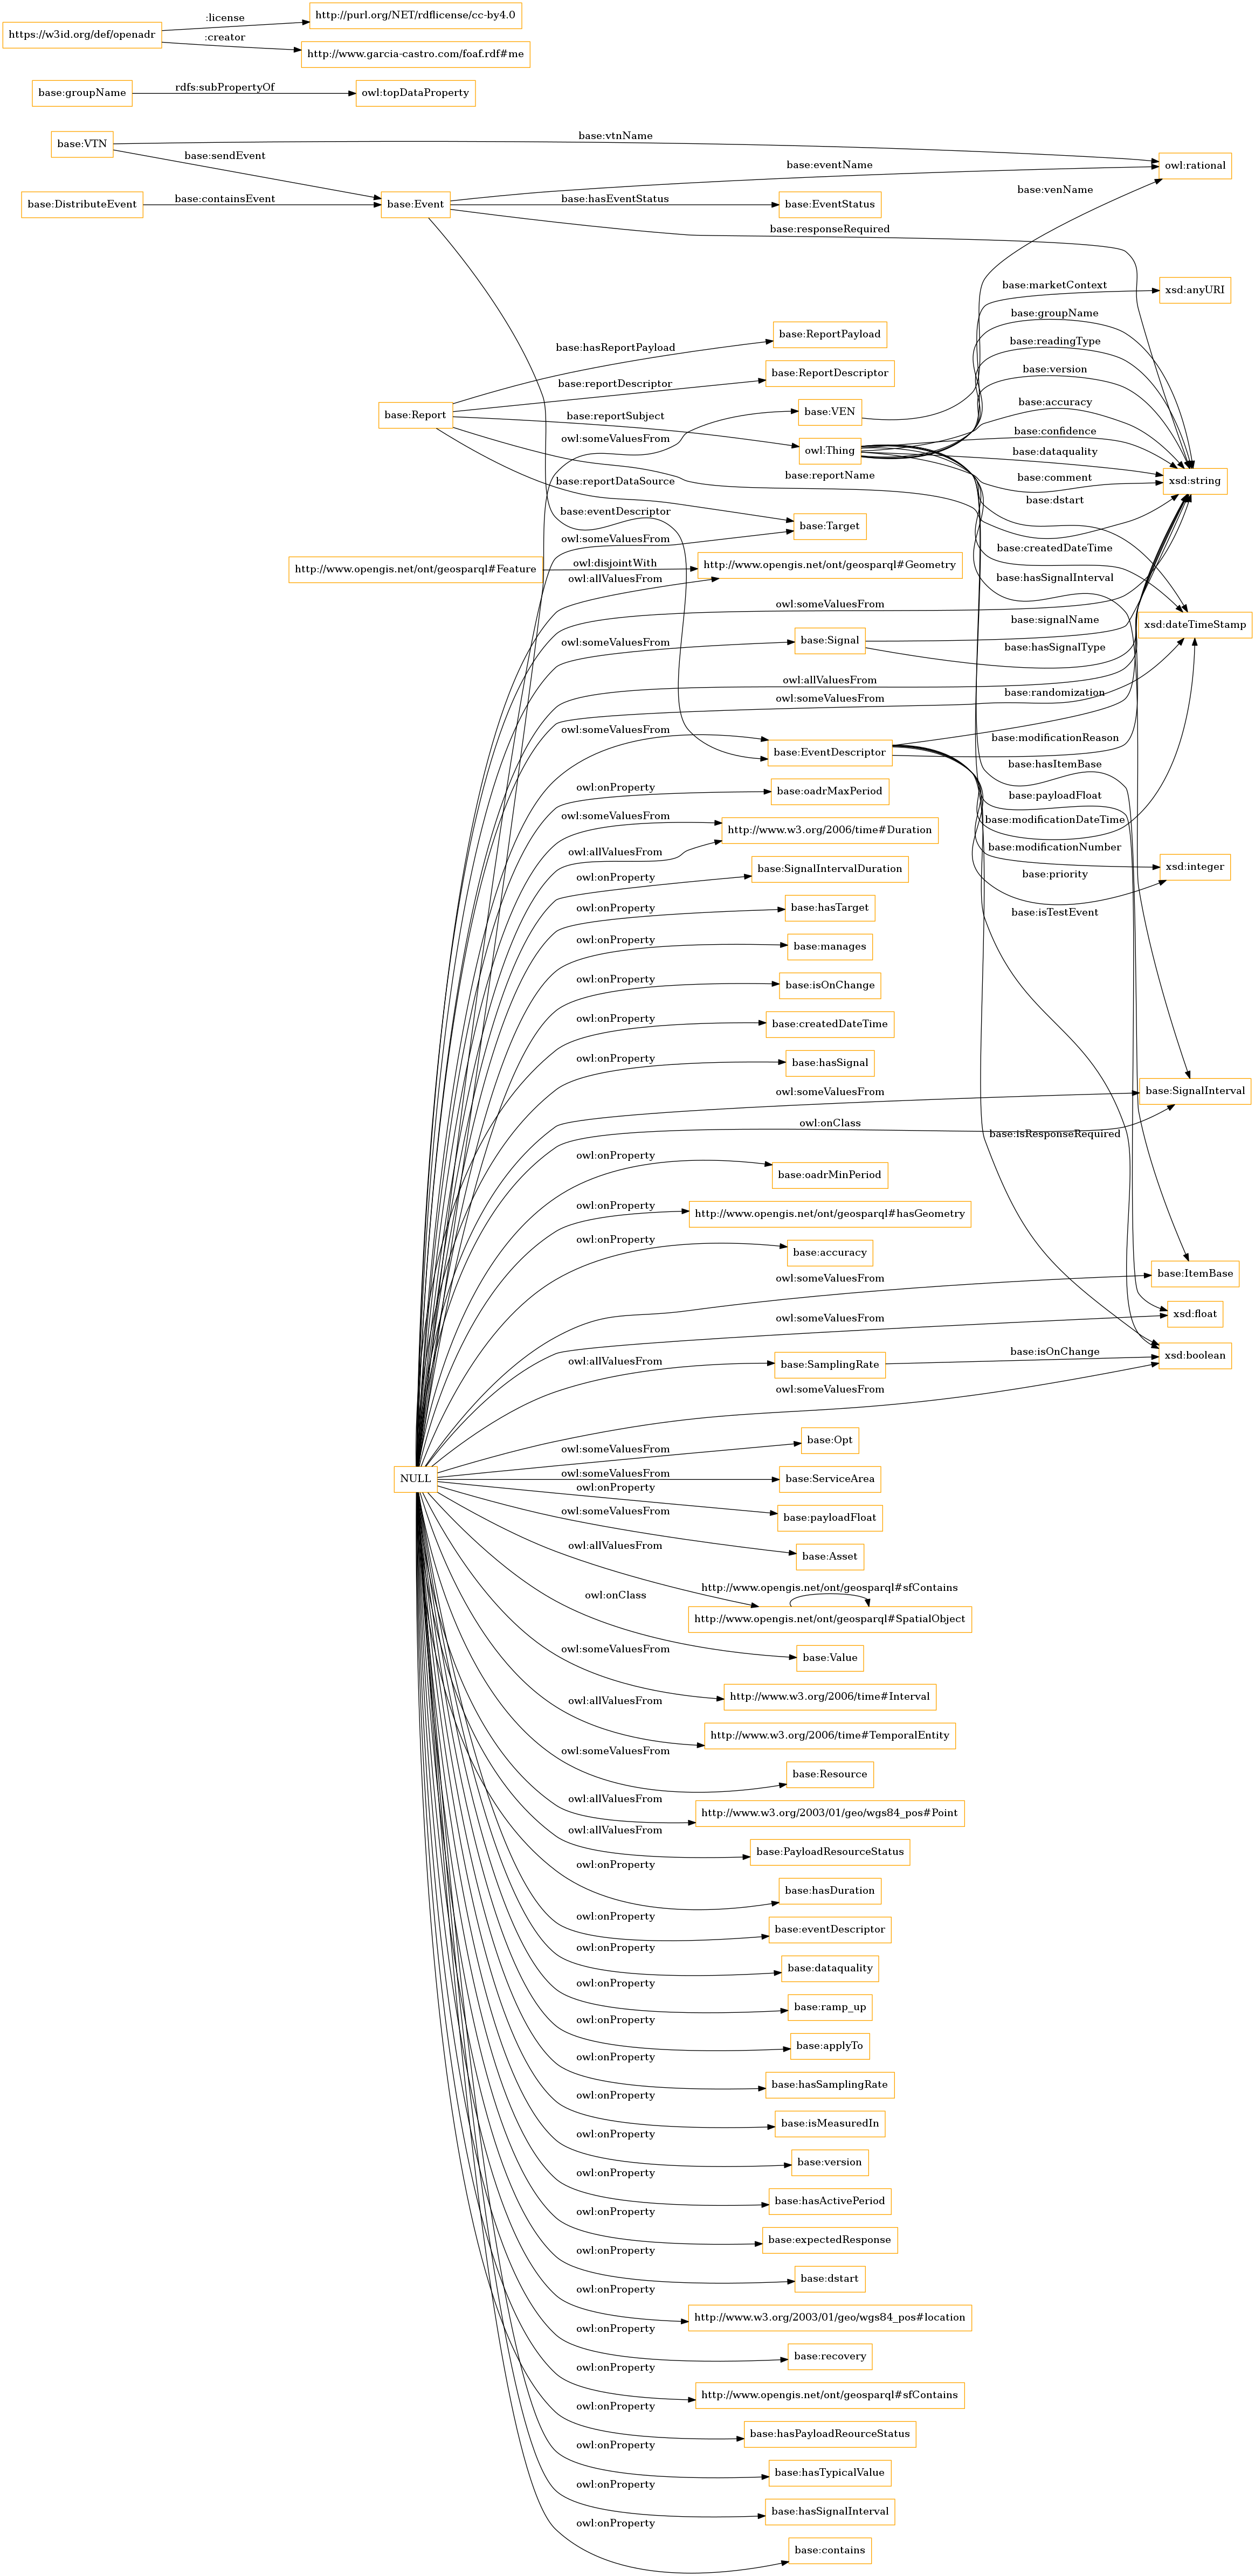 :license
http://purl.org/NET/rdflicense/cc-by4.0
https://w3id.org/def/openadr
:creator
http://www.garcia-castro.com/foaf.rdf#me
base:groupName
rdfs:subPropertyOf
owl:topDataProperty
base:VTN
base:vtnName
base:sendEvent
base:eventName
owl:rational
base:venName
base:DistributeEvent
base:containsEvent
base:Event
base:hasEventStatus
base:EventStatus
base:responseRequired
base:marketContext
xsd:anyURI
base:groupName
base:ReportPayload
base:hasReportPayload
base:readingType
base:version
base:ReportDescriptor
base:reportDescriptor
base:accuracy
base:Report
base:reportSubject
base:VEN
base:confidence
owl:someValuesFrom
owl:Thing
base:dataquality
base:reportName
base:comment
xsd:string
base:reportDataSource
base:dstart
base:eventDescriptor
base:Target
owl:someValuesFrom
base:createdDateTime
http://www.opengis.net/ont/geosparql#Feature
owl:disjointWith
http://www.opengis.net/ont/geosparql#Geometry
owl:allValuesFrom
base:hasSignalInterval
owl:someValuesFrom
base:signalName
xsd:dateTimeStamp
owl:someValuesFrom
base:Signal
base:hasSignalType
owl:allValuesFrom
owl:someValuesFrom
base:randomization
owl:someValuesFrom
base:EventDescriptor
base:modificationReason
base:hasItemBase
owl:onProperty
base:oadrMaxPeriod
base:payloadFloat
owl:someValuesFrom
base:modificationDateTime
http://www.w3.org/2006/time#Duration
owl:allValuesFrom
base:modificationNumber
xsd:integer
base:SignalIntervalDuration
owl:onProperty
base:priority
owl:onProperty
base:hasTarget
base:isTestEvent
owl:onProperty
base:manages
owl:onProperty
base:isOnChange
owl:onProperty
base:createdDateTime
owl:onProperty
base:hasSignal
owl:someValuesFrom
base:SignalInterval
owl:onClass
base:isResponseRequired
owl:onProperty
base:oadrMinPeriod
owl:onProperty
http://www.opengis.net/ont/geosparql#hasGeometry
owl:onProperty
base:accuracy
owl:someValuesFrom
base:ItemBase
owl:someValuesFrom
xsd:float
owl:allValuesFrom
base:SamplingRate
base:isOnChange
xsd:boolean
owl:someValuesFrom
base:Opt
owl:someValuesFrom
NULL
owl:someValuesFrom
base:ServiceArea
owl:onProperty
base:payloadFloat
owl:someValuesFrom
base:Asset
owl:allValuesFrom
http://www.opengis.net/ont/geosparql#sfContains
owl:onClass
http://www.opengis.net/ont/geosparql#SpatialObject
base:Value
owl:someValuesFrom
http://www.w3.org/2006/time#Interval
owl:allValuesFrom
http://www.w3.org/2006/time#TemporalEntity
owl:someValuesFrom
base:Resource
owl:allValuesFrom
http://www.w3.org/2003/01/geo/wgs84_pos#Point
owl:allValuesFrom
base:PayloadResourceStatus
owl:onProperty
base:hasDuration
owl:onProperty
base:eventDescriptor
owl:onProperty
base:dataquality
owl:onProperty
base:ramp_up
owl:onProperty
base:applyTo
owl:onProperty
base:hasSamplingRate
owl:onProperty
base:isMeasuredIn
owl:onProperty
base:version
owl:onProperty
base:hasActivePeriod
owl:onProperty
base:expectedResponse
owl:onProperty
base:dstart
owl:onProperty
http://www.w3.org/2003/01/geo/wgs84_pos#location
owl:onProperty
base:recovery
owl:onProperty
http://www.opengis.net/ont/geosparql#sfContains
owl:onProperty
base:hasPayloadReourceStatus
owl:onProperty
base:hasTypicalValue
owl:onProperty
base:hasSignalInterval
owl:onProperty
base:contains